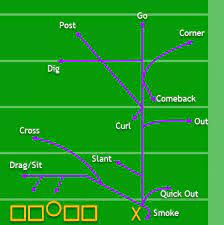 Go
Post
Corner
Dig
Comeback
Curl
Out
Cross
Slant
Drag/Sit
Quick Out
X
Smoke